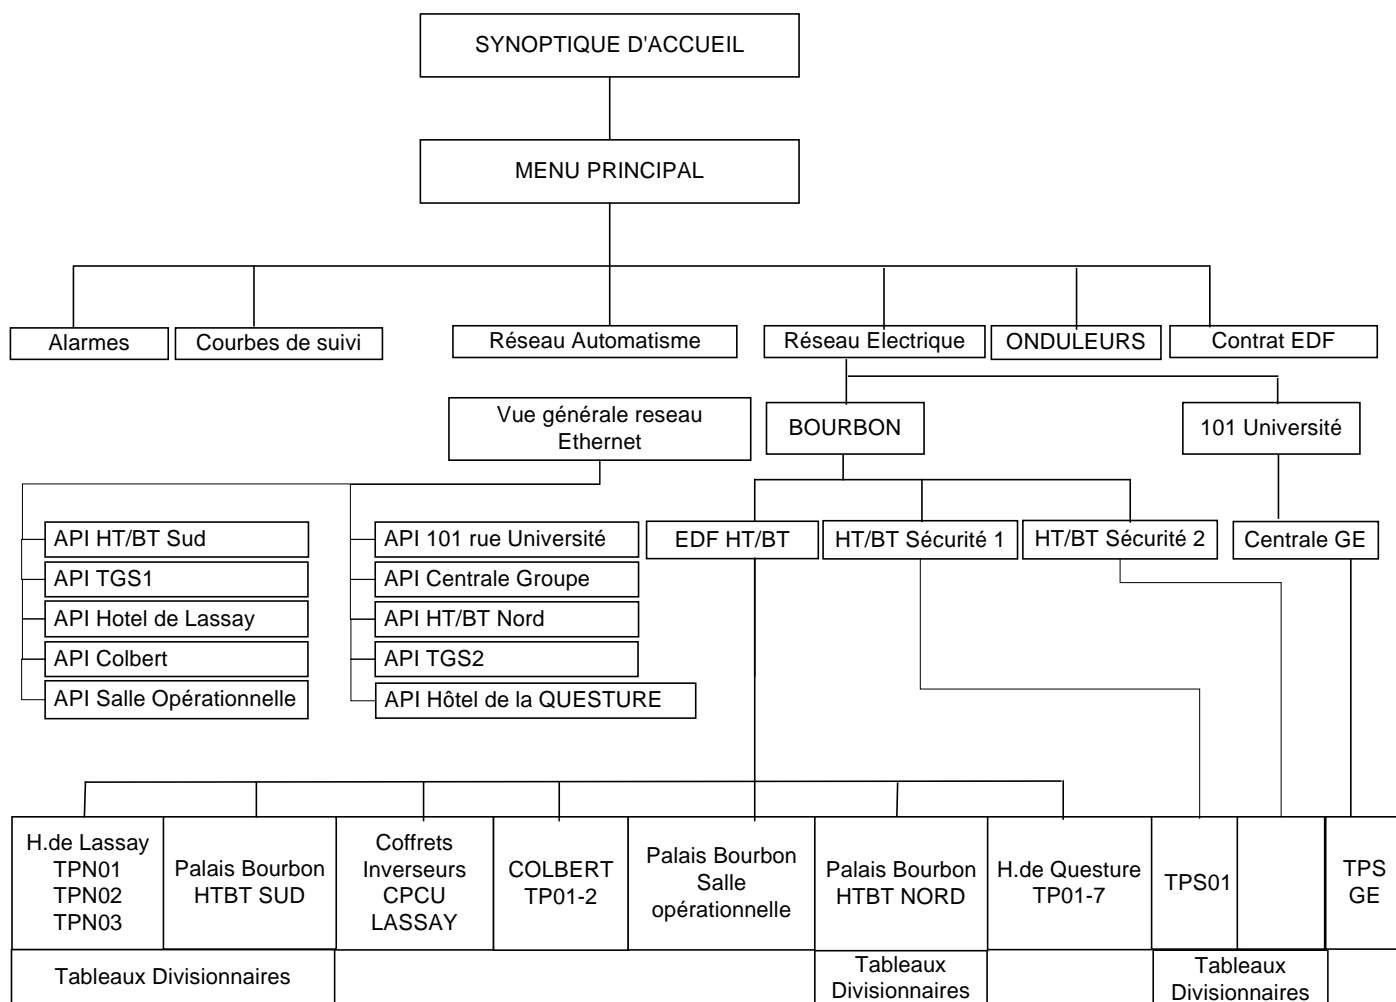 SYNOPTIQUE D'ACCUEIL
MENU PRINCIPAL
Alarmes
Courbes de suivi
Réseau Automatisme
Réseau Electrique
ONDULEURS
Contrat EDF
Vue générale reseau
Ethernet
BOURBON
101 Université
API HT/BT Sud
API TGS1
API Hotel de Lassay
API Colbert
API Salle Opérationnelle
API 101 rue Université
API Centrale Groupe
API HT/BT Nord
API TGS2
API Hôtel de la QUESTURE
EDF HT/BT
HT/BT Sécurité 1
HT/BT Sécurité 2
Centrale GE
H.de Lassay
TPN01
TPN02
TPN03
Palais Bourbon
HTBT SUD
Coffrets
Inverseurs
CPCU
LASSAY
COLBERT
TP01-2
Palais Bourbon
Salle
opérationnelle
Palais Bourbon
HTBT NORD
H.de Questure
TP01-7
TPS01
TPS
GE
Tableaux Divisionnaires
Tableaux
Divisionnaires
Tableaux
Divisionnaires